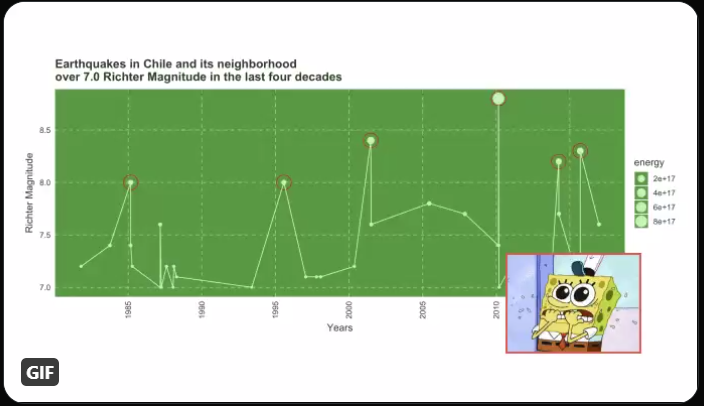 Earthquakes in Chile and its neighborhood
over 7.0 Richter Magnitude in the last four decades
Richter Magnitude
8.5
8.0
7.5
7.0
1985
1990
1995
2000
2005
2010
Years
energy
2e+17
4e+17
6e+17
8e+17
GIF